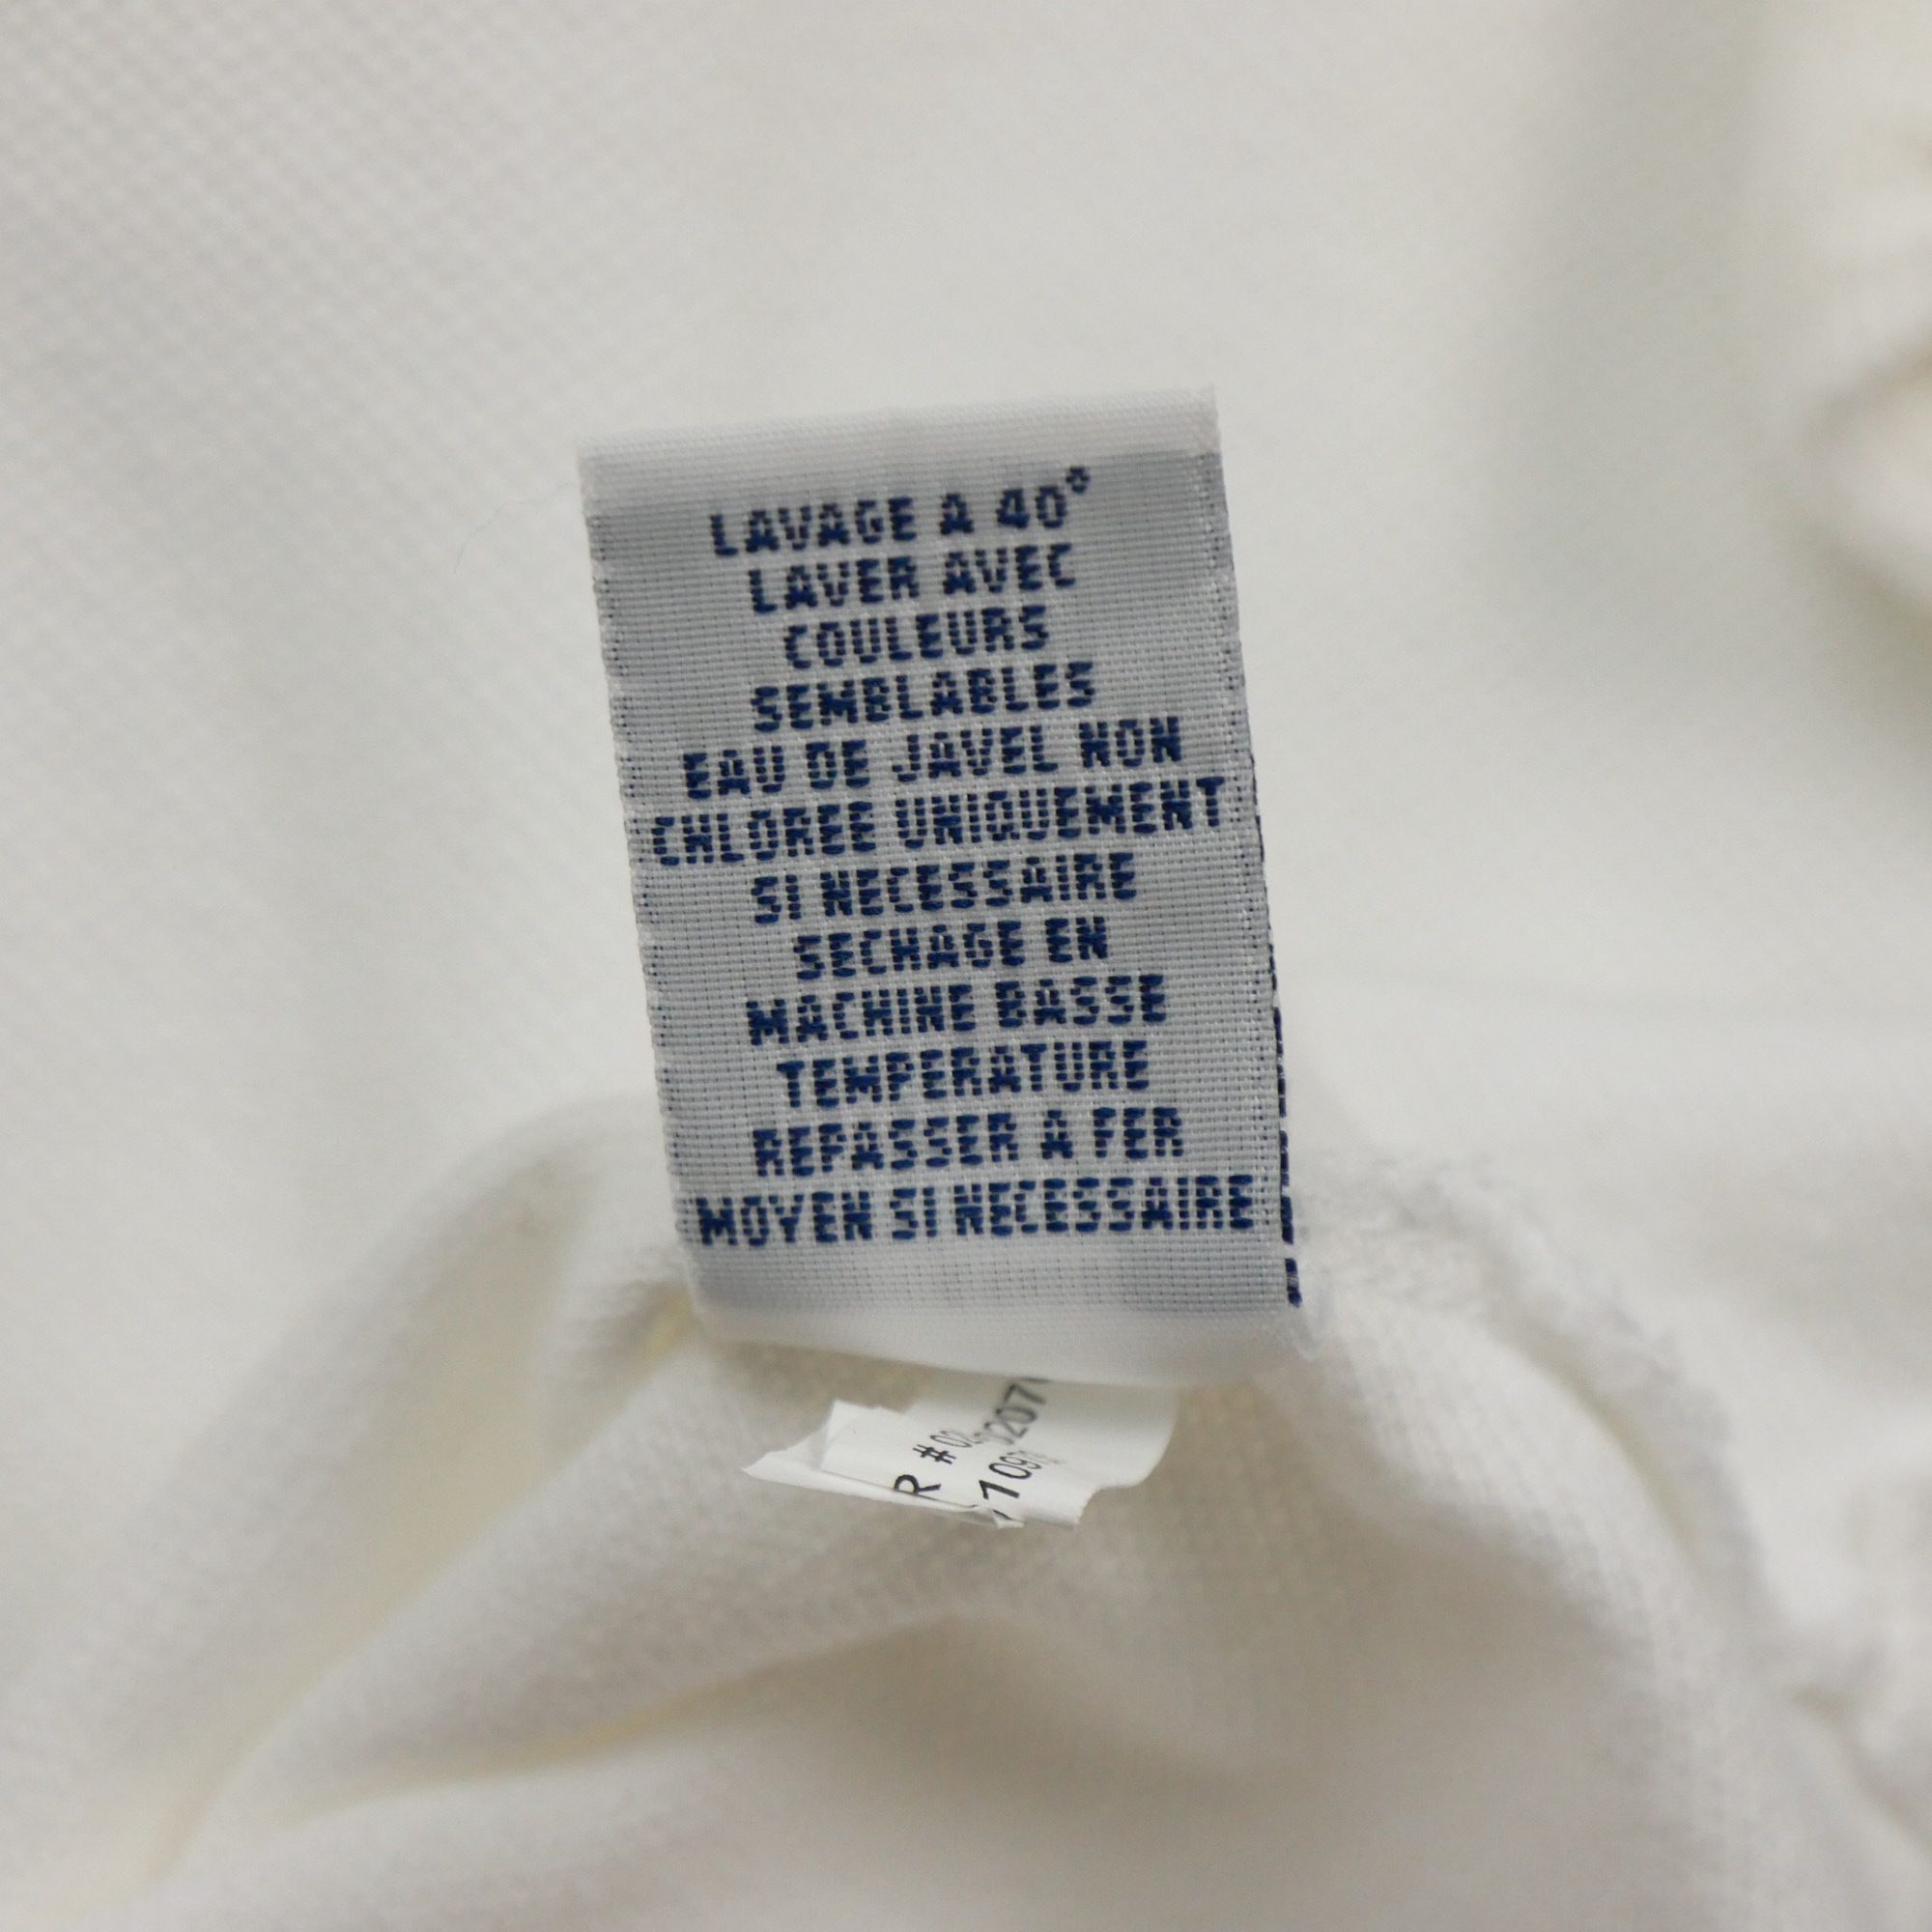 LAVAGE A 40°
LAVER AVEC
COULEURS
SEMBLABLES
EAU DE JAVEL NON
CHLOREE UNIQUEMENT
SI NECESSAIRE
SECHAGE EN
MACHINE BASSE
TEMPERATURE
REPASSER A FER
MOYEN SI NECESSAIRE
R #